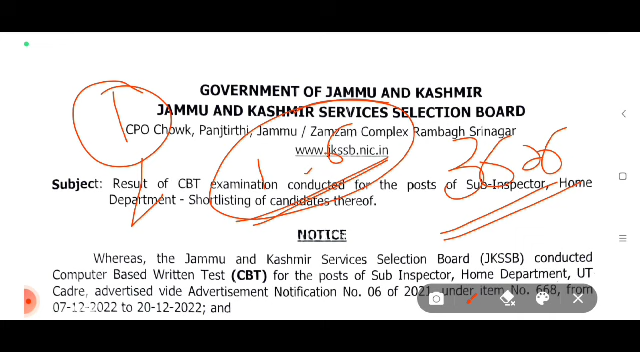 GOVERNMENT OF JAMMU AND KASHMIR
JAMMU AND KASHMIR SERVICES SELECTION BOARD
CPO Chowk, Panjtirthi, Jammu / Zamzam Complex Rambagh Srinagar
www.jkssb.nic.in
1
1.6
3626
Subject: Result of CBT examination conducted for the posts of Sub-Inspector, Home
Department - Shortlisting of candidates thereof.
NOTICE
Whereas, the Jammu and Kashmir Services Selection Board (JKSSB) conducted
Computer Based Written Test (CBT) for the posts of Sub Inspector, Home Department, UT
Cadre, advertised vide Advertisement Notification No. 06 of 2021 under item No. 668, from
07-12-2022 to 20-12-2022; and